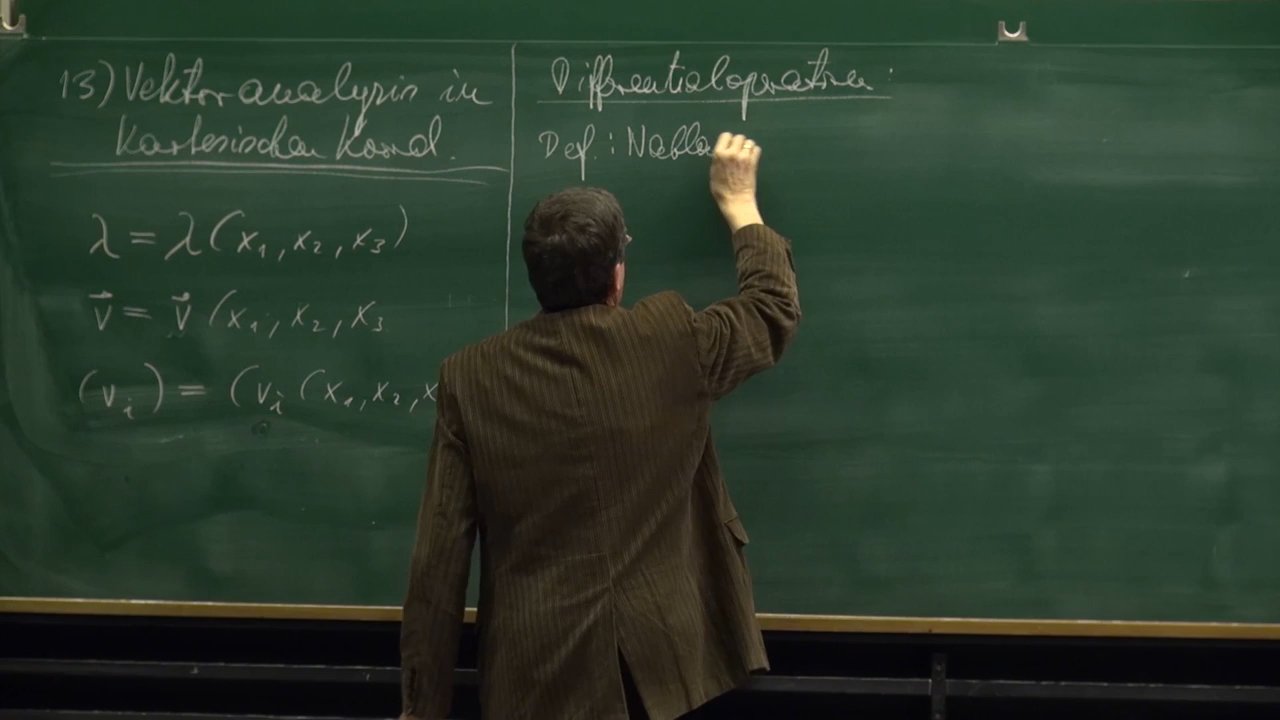 13) Vektoranalysis in
kartesischen Koord.
λ = λ(x₁, x₂, x₃)
v⃗ = v⃗ (x₁, x₂, x₃
(vᵢ) = (vᵢ (x₁, x₂, x
Differentialoperatoren:
Def.: Nabla